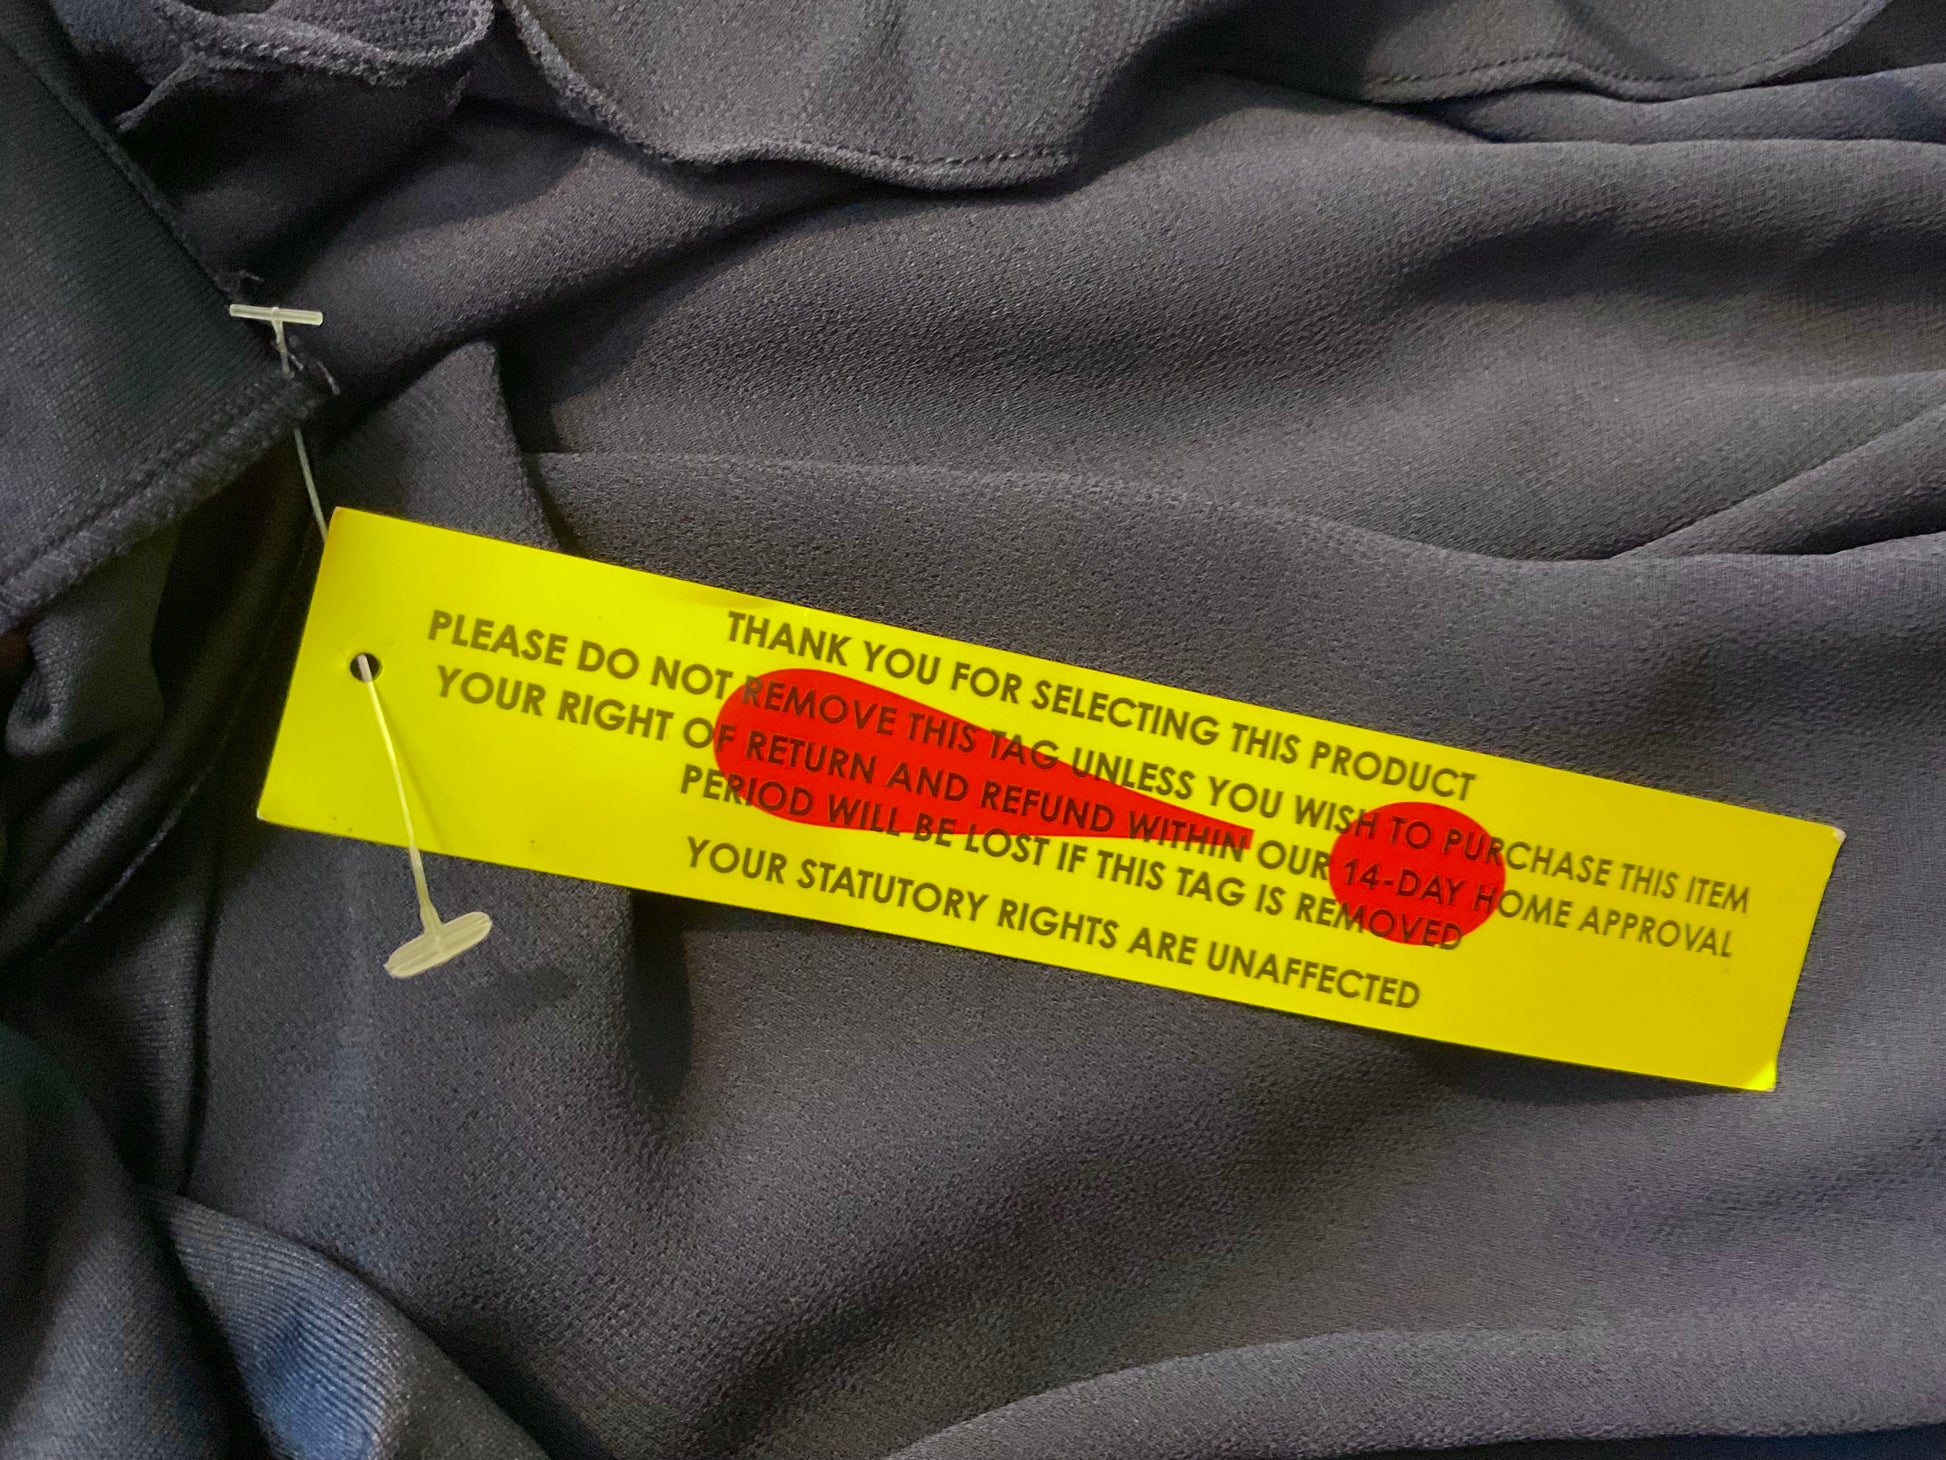 THANK YOU FOR SELECTING THIS PRODUCT
PLEASE DO NOT REMOVE THIS TAG UNLESS YOU WISH TO PURCHASE THIS ITEM
YOUR RIGHT OF RETURN AND REFUND WITHIN OUR 14-DAY HOME APPROVAL
PERIOD WILL BE LOST IF THIS TAG IS REMOVED
YOUR STATUTORY RIGHTS ARE UNAFFECTED